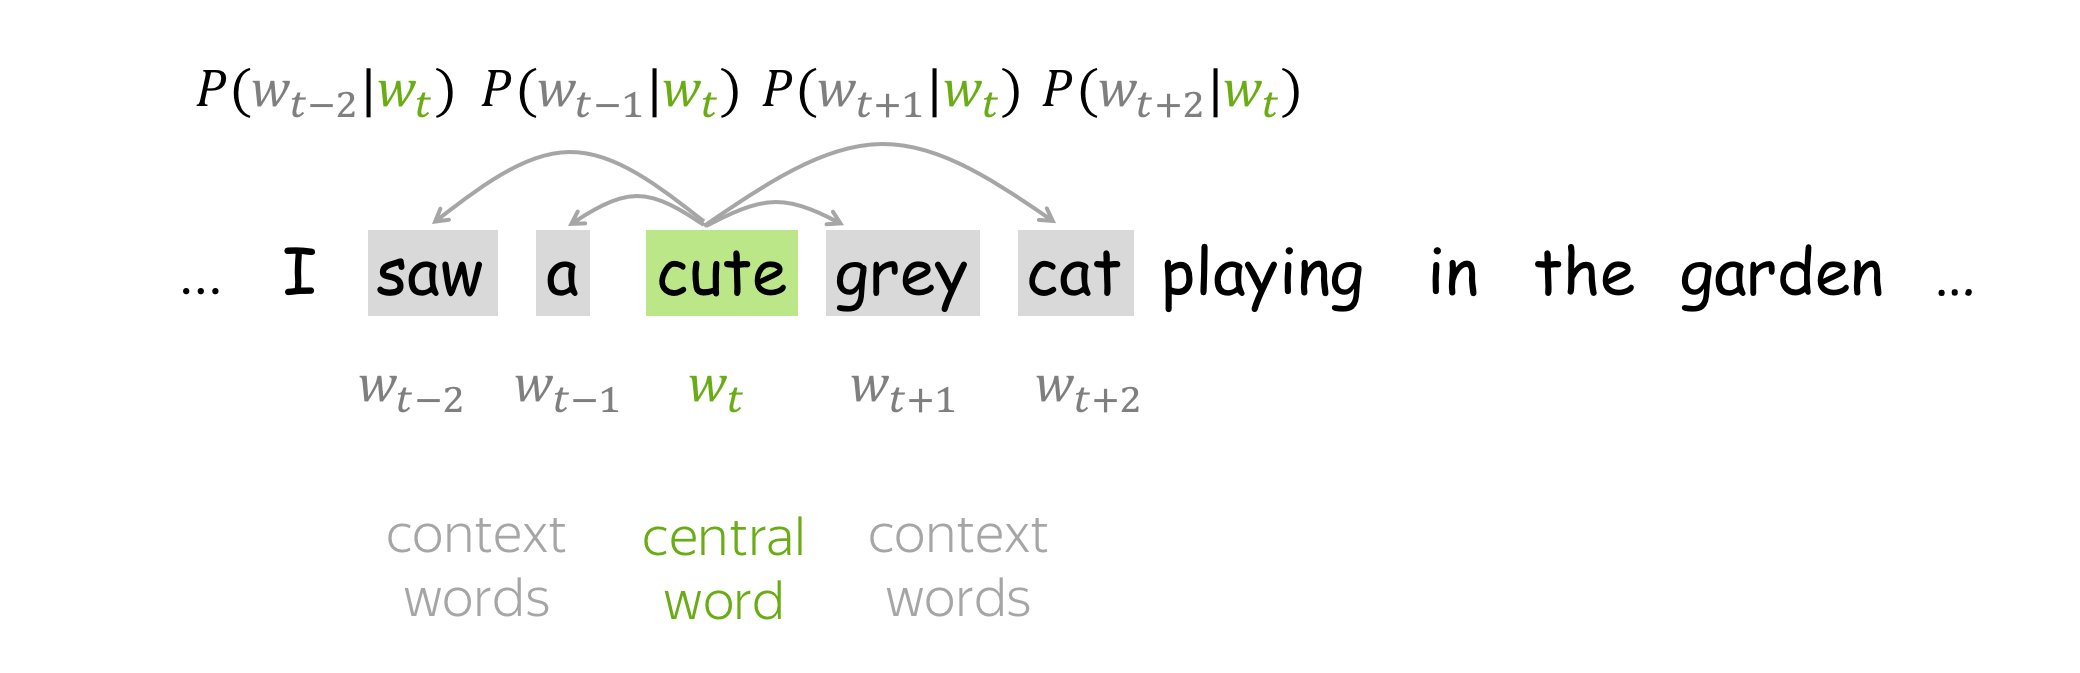 P(w_{t−2}|w_t) P(w_{t−1}|w_t) P(w_{t+1}|w_t) P(w_{t+2}|w_t)
... I saw a cute grey cat playing in the garden ...
w_{t−2} w_{t−1} w_t w_{t+1} w_{t+2}
context central context
words word words